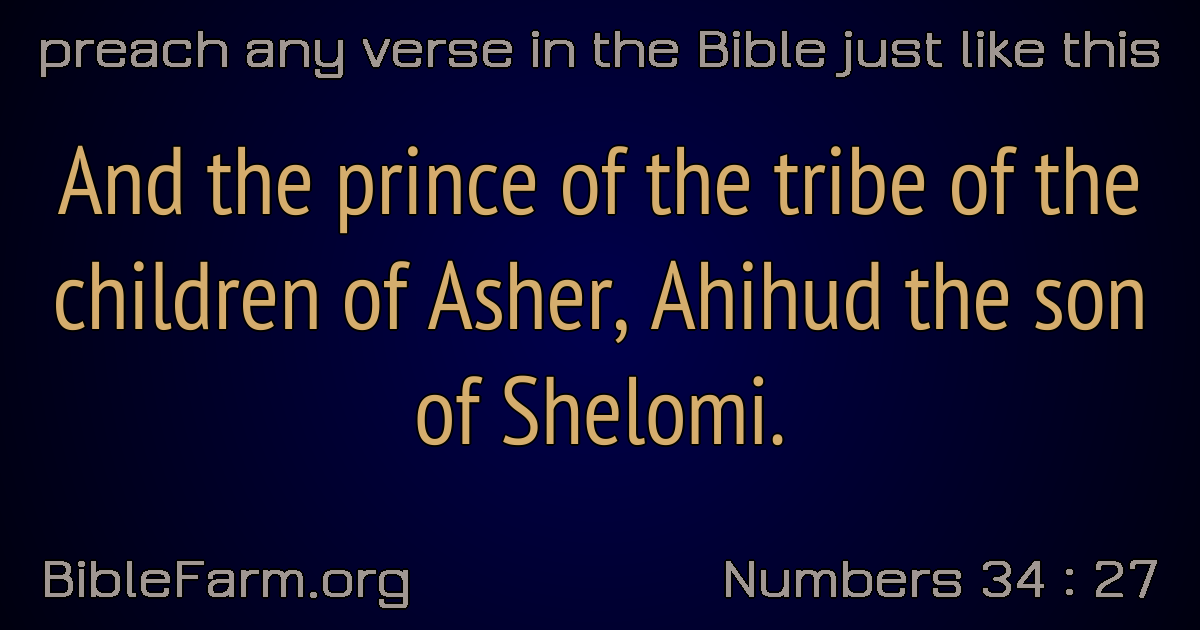 preach any verse in the Bible just like this
And the prince of the tribe of the
children of Asher, Ahihud the son
of Shelomi.
BibleFarm.org
Numbers 34 : 27